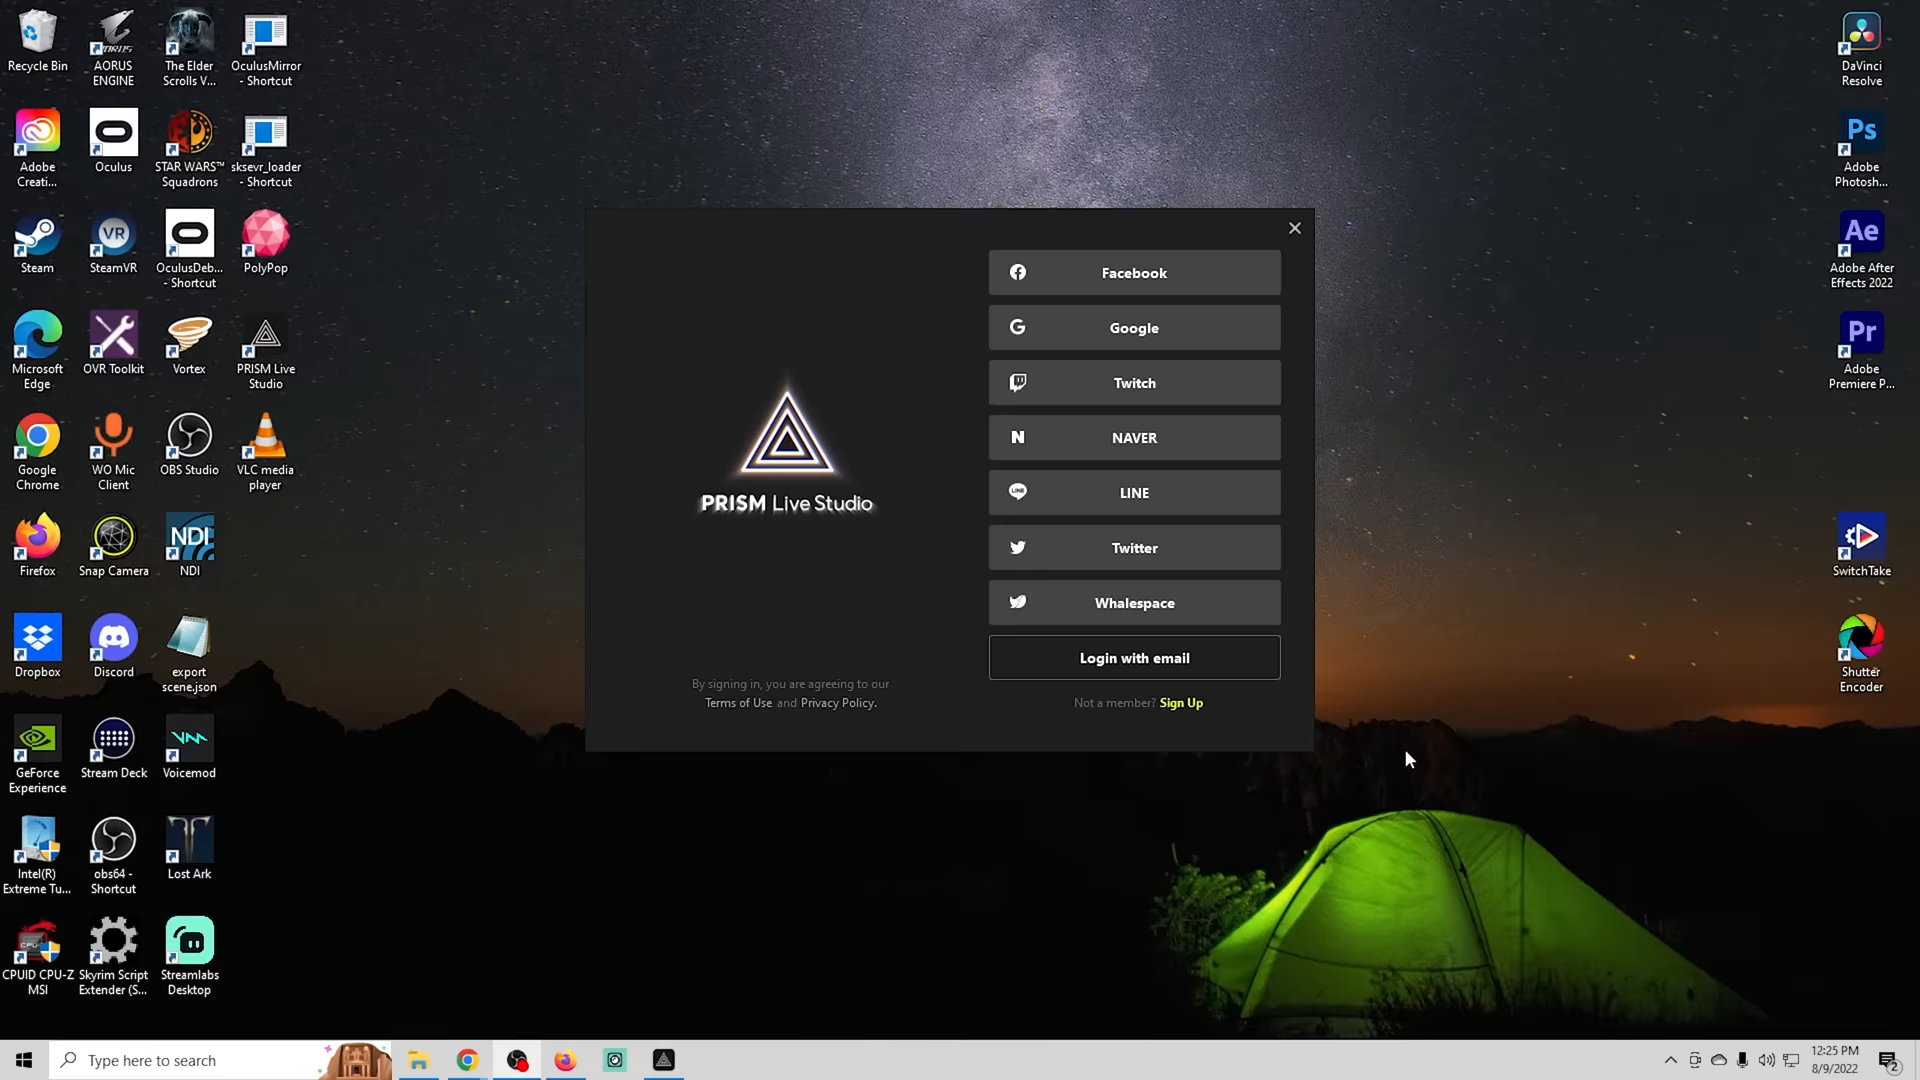 Recycle Bin
AORUS
ENGINE
The Elder
Scrolls V...
OculusMirror
- Shortcut
Adobe
Creati...
Oculus
STAR WARS™
Squadrons
sksevr_loader
- Shortcut
Steam
VR
SteamVR
OculusDeb...
- Shortcut
PolyPop
Microsoft
Edge
OVR Toolkit
Vortex
PRISM Live
Studio
Google
Chrome
WO Mic
Client
OBS Studio
VLC media
player
Firefox
Snap Camera
NDI
NDI
Dropbox
Discord
export
scene.json
GeForce
Experience
Stream Deck
Voicemod
Intel(R)
Extreme Tu...
obs64 -
Shortcut
Lost Ark
CPUID CPU-Z
MSI
Skyrim Script
Extender (S...
Streamlabs
Desktop
PRISM Live Studio
By signing in, you are agreeing to our
Terms of Use and Privacy Policy.
Facebook
Google
Twitch
NAVER
LINE
Twitter
Whalespace
Login with email
Not a member? Sign Up
DaVinci
Resolve
Ps
Adobe
Photosh...
Ae
Adobe After
Effects 2022
Pr
Adobe
Premiere P...
SwitchTake
Shutter
Encoder
Type here to search
12:25 PM
8/9/2022
2